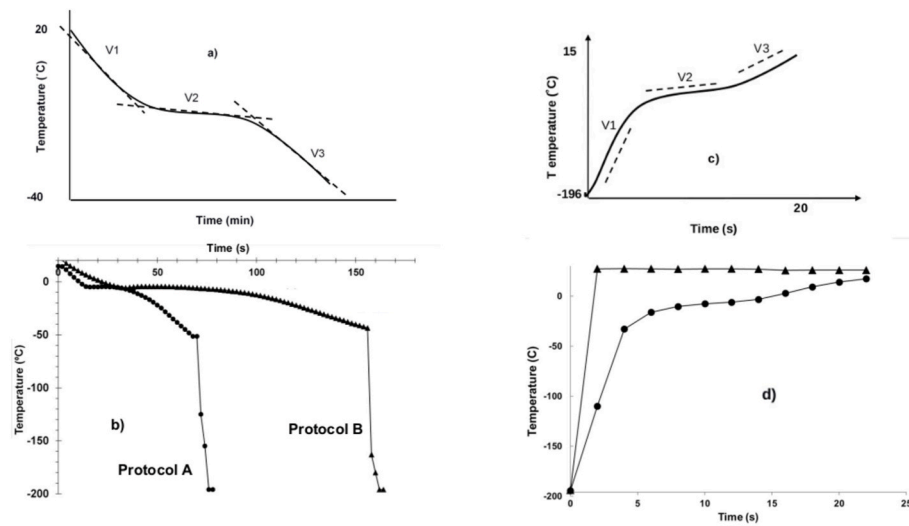 20
V1
a)
V2
V3
Temperature (˚C)
-40
Time (min)
c)
15
V3
V2
V1
T emperature (˚C)
-196
20
Time (s)
Time (s)
0 50 100 150
0
-50
-100
-150
-200
Temperature (ºC)
b)
Protocol A
Protocol B
0
-50
-100
-150
-200
Temperature (C)
d)
0 5 10 15 20 25
Time (s)